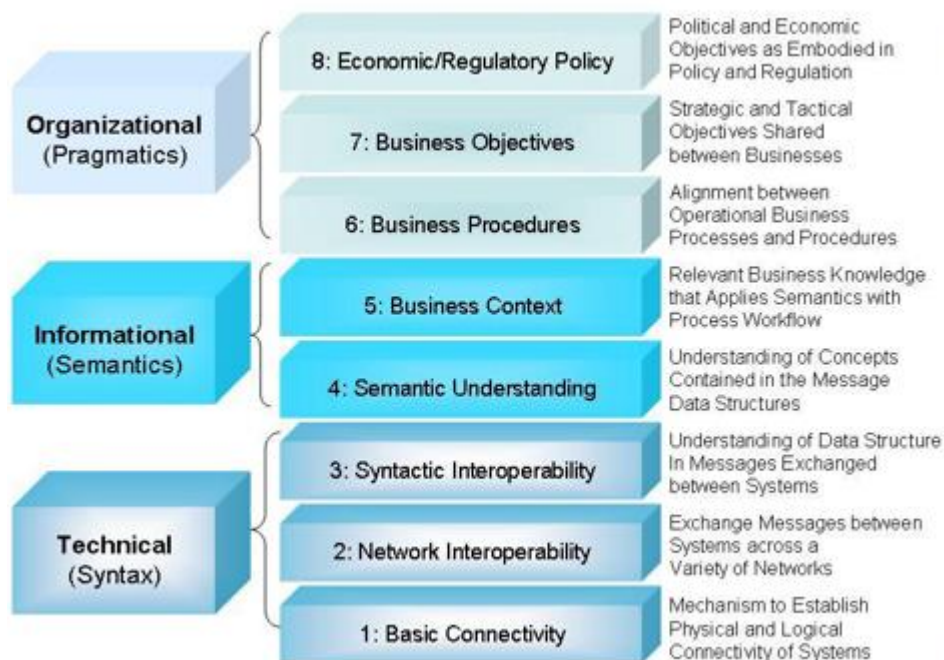 8: Economic/Regulatory Policy
Political and Economic
Objectives as Embodied in
Policy and Regulation
Organizational
(Pragmatics)
7: Business Objectives
Strategic and Tactical
Objectives Shared
between Businesses
6: Business Procedures
Alignment between
Operational Business
Processes and Procedures
Informational
(Semantics)
5: Business Context
Relevant Business Knowledge
that Applies Semantics with
Process Workflow
4: Semantic Understanding
Understanding of Concepts
Contained in the Message
Data Structures
Technical
(Syntax)
3: Syntactic Interoperability
Understanding of Data Structure
In Messages Exchanged
between Systems
2: Network Interoperability
Exchange Messages between
Systems across a
Variety of Networks
1: Basic Connectivity
Mechanism to Establish
Physical and Logical
Connectivity of Systems